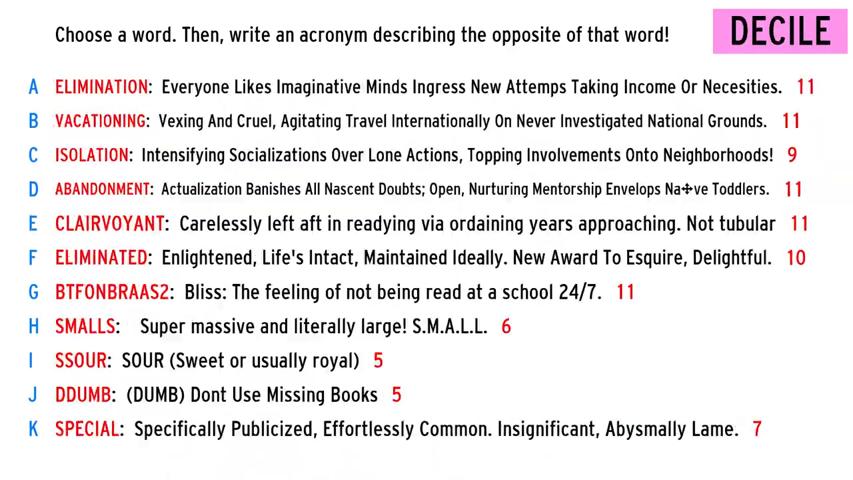 Choose a word. Then, write an acronym describing the opposite of that word!
DECILE
A ELIMINATION: Everyone Likes Imaginative Minds Ingress New Attemps Taking Income Or Necesities. 11
B VACATIONING: Vexing And Cruel, Agitating Travel Internationally On Never Investigated National Grounds. 11
C ISOLATION: Intensifying Socializations Over Lone Actions, Topping Involvements Onto Neighborhoods! 9
D ABANDONMENT: Actualization Banishes All Nascent Doubts; Open, Nurturing Mentorship Envelops Na✢ve Toddlers. 11
E CLAIRVOYANT: Carelessly left aft in readying via ordaining years approaching. Not tubular 11
F ELIMINATED: Enlightened, Life's Intact, Maintained Ideally. New Award To Esquire, Delightful. 10
G BTFONBRAAS2: Bliss: The feeling of not being read at a school 24/7. 11
H SMALLS: Super massive and literally large! S.M.A.L.L. 6
I SSOUR: SOUR (Sweet or usually royal) 5
J DDUMB: (DUMB) Dont Use Missing Books 5
K SPECIAL: Specifically Publicized, Effortlessly Common. Insignificant, Abysmally Lame. 7